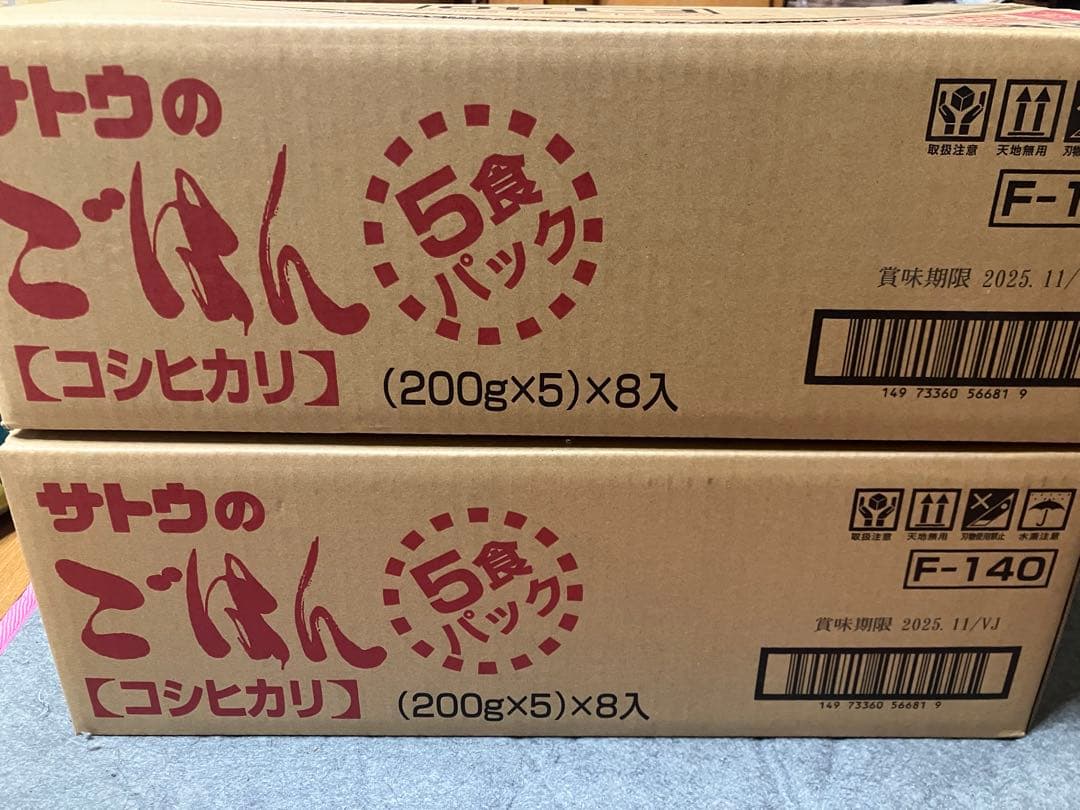 サトウの
ごはん
5食
パック
【コシヒカリ】
(200g×5)×8入
取扱注意
天地無用
F-1
賞味期限 2025.11/
149 73360 56681 9
サトウの
ごはん
5食
パック
【コシヒカリ】
(200g×5)×8入
取扱注意
天地無用
刃物使用禁止
水濡注意
F-140
賞味期限 2025.11/VJ
149 73360 56681 9